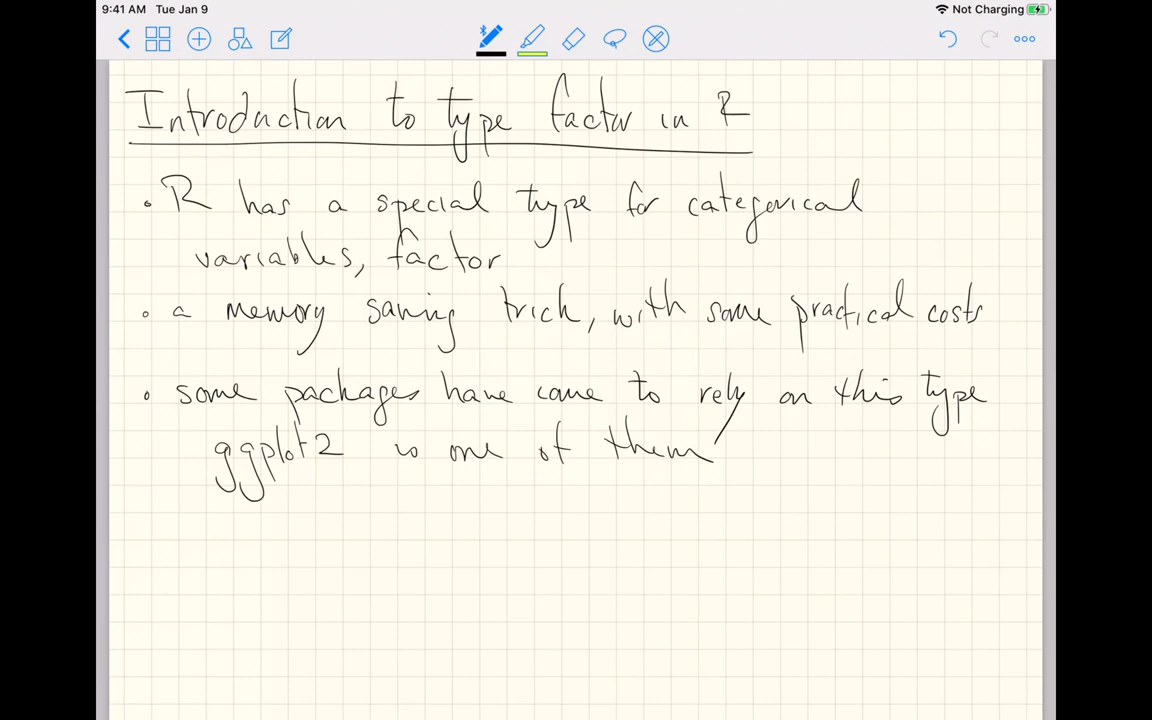 9:41 AM Tue Jan 9
Not Charging
Introduction to type factor in R
• R has a special type for categorical
variables, factor
• a memory saving trick, with some practical costs
• some packages have come to rely on this type
ggplot2 is one of them